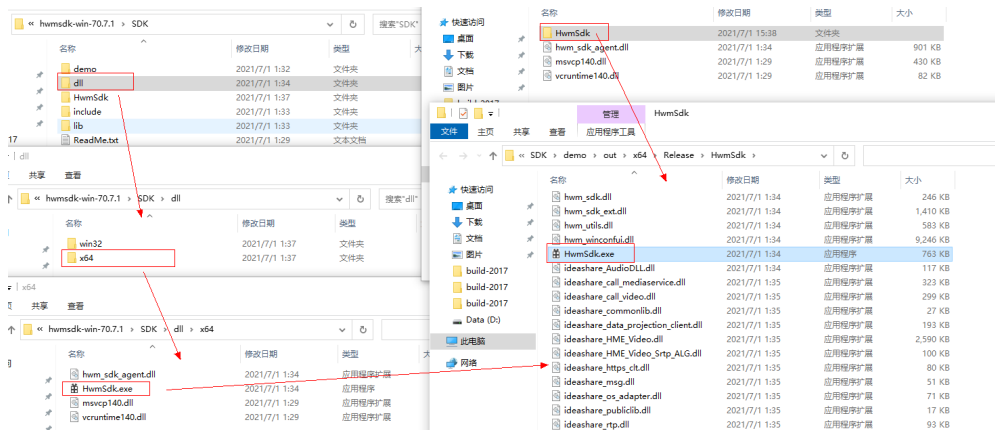 « hwmsdk-win-70.7.1 › SDK
搜索"SDK"
名称 修改日期 类型
demo 2021/7/1 1:32 文件夹
dll 2021/7/1 1:34 文件夹
HwmSdk 2021/7/1 1:37 文件夹
include 2021/7/1 1:33 文件夹
lib 2021/7/1 1:33 文件夹
17 ReadMe.txt 2021/7/1 1:33 文本文档
dll
共享 查看
« hwmsdk-win-70.7.1 › SDK › dll
搜索"dll"
名称 修改日期 类型
win32 2021/7/1 1:37 文件夹
x64 2021/7/1 1:37 文件夹
x64
共享 查看
« hwmsdk-win-70.7.1 › SDK › dll › x64
名称 修改日期 类型
hwm_sdk_agent.dll 2021/7/1 1:34 应用程序扩展
HwmSdk.exe 2021/7/1 1:34 应用程序
msvcp140.dll 2021/7/1 1:29 应用程序扩展
vcruntime140.dll 2021/7/1 1:29 应用程序扩展
快速访问
桌面
下载
文档
图片
名称 修改日期 类型 大小
HwmSdk 2021/7/1 15:38 文件夹
hwm_sdk_agent.dll 2021/7/1 1:34 应用程序扩展 901 KB
msvcp140.dll 2021/7/1 1:29 应用程序扩展 430 KB
vcruntime140.dll 2021/7/1 1:29 应用程序扩展 82 KB
管理 HwmSdk
文件 主页 共享 查看 应用程序工具
« SDK › demo › out › x64 › Release › HwmSdk ›
快速访问
桌面
下载
文档
图片
build-2017
build-2017
build-2017
Data (D:)
此电脑
网络
名称 修改日期 类型 大小
hwm_sdk.dll 2021/7/1 1:34 应用程序扩展 246 KB
hwm_sdk_ext.dll 2021/7/1 1:34 应用程序扩展 1,410 KB
hwm_utils.dll 2021/7/1 1:34 应用程序扩展 583 KB
hwm_winconfui.dll 2021/7/1 1:34 应用程序扩展 9,246 KB
HwmSdk.exe 2021/7/1 1:34 应用程序 763 KB
ideashare_AudioDLL.dll 2021/7/1 1:35 应用程序扩展 117 KB
ideashare_call_mediaservice.dll 2021/7/1 1:35 应用程序扩展 323 KB
ideashare_call_video.dll 2021/7/1 1:35 应用程序扩展 299 KB
ideashare_commonlib.dll 2021/7/1 1:35 应用程序扩展 27 KB
ideashare_data_projection_client.dll 2021/7/1 1:35 应用程序扩展 193 KB
ideashare_HME_Video.dll 2021/7/1 1:35 应用程序扩展 2,590 KB
ideashare_HME_Video_Srtp_ALG.dll 2021/7/1 1:35 应用程序扩展 100 KB
ideashare_https_clt.dll 2021/7/1 1:35 应用程序扩展 80 KB
ideashare_msg.dll 2021/7/1 1:35 应用程序扩展 51 KB
ideashare_os_adapter.dll 2021/7/1 1:35 应用程序扩展 71 KB
ideashare_publiclib.dll 2021/7/1 1:35 应用程序扩展 17 KB
ideashare_rtp.dll 2021/7/1 1:35 应用程序扩展 93 KB